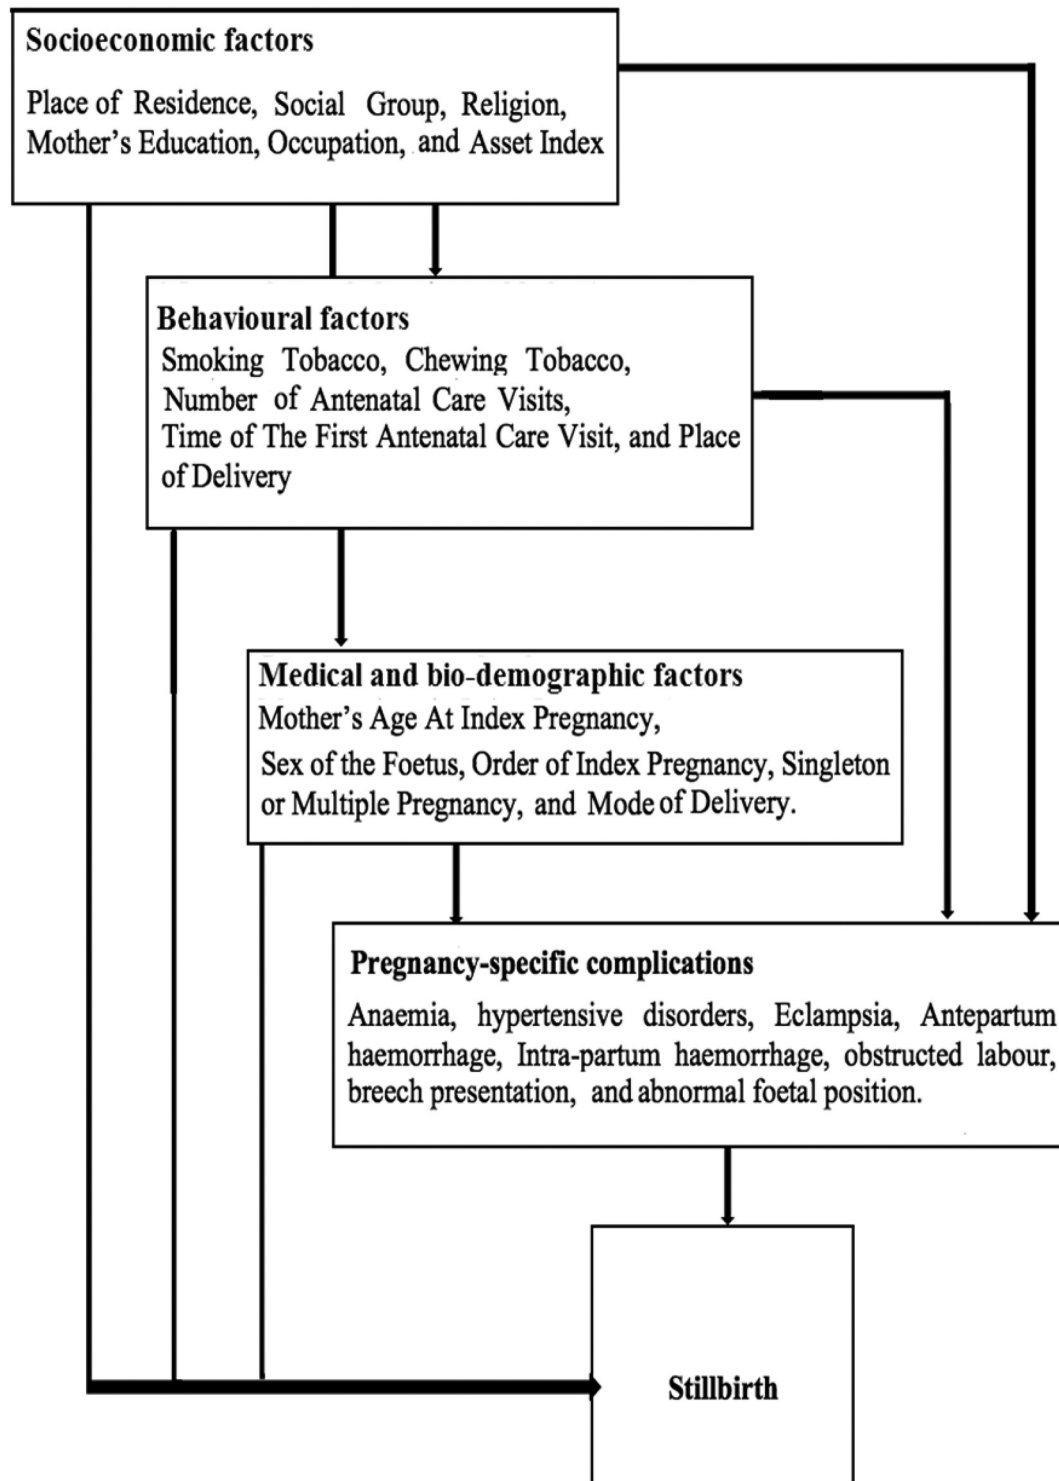 Socioeconomic factors
Place of Residence, Social Group, Religion,
Mother's Education, Occupation, and Asset Index
Behavioural factors
Smoking Tobacco, Chewing Tobacco,
Number of Antenatal Care Visits,
Time of The First Antenatal Care Visit, and Place
of Delivery
Medical and bio-demographic factors
Mother's Age At Index Pregnancy,
Sex of the Foetus, Order of Index Pregnancy, Singleton
or Multiple Pregnancy, and Mode of Delivery.
Pregnancy-specific complications
Anaemia, hypertensive disorders, Eclampsia, Antepartum
haemorrhage, Intra-partum haemorrhage, obstructed labour,
breech presentation, and abnormal foetal position.
Stillbirth